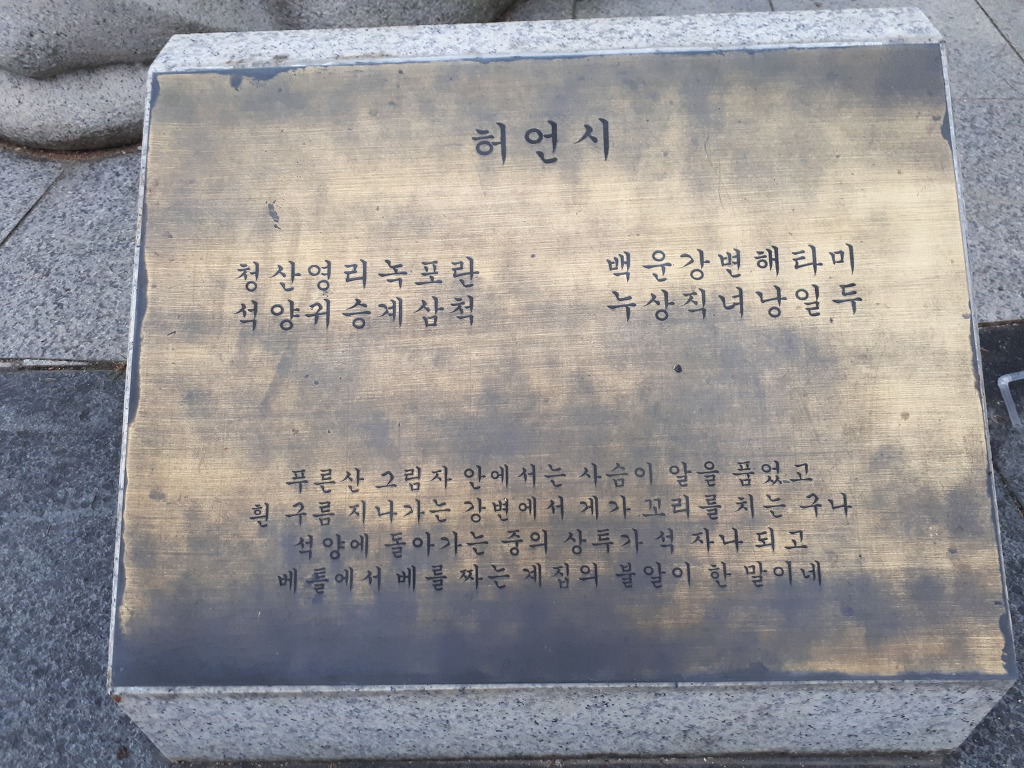 허언시
청산영리녹포란 백운강변해타미
석양귀승계삼척 누상직녀낭일두
푸른산 그림자 안에서는 사슴이 알을 품었고
흰 구름 지나가는 강변에서 게가 꼬리를 치는 구나
석양에 돌아가는 중의 상투가 석 자나 되고
베틀에서 베를 짜는 계집의 불알이 한 말이네